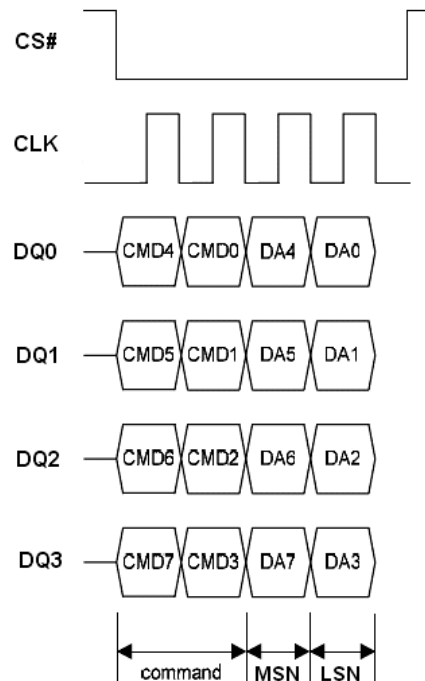 CS#
CLK
DQ0 CMD4 CMD0 DA4 DA0
DQ1 CMD5 CMD1 DA5 DA1
DQ2 CMD6 CMD2 DA6 DA2
DQ3 CMD7 CMD3 DA7 DA3
command MSN LSN